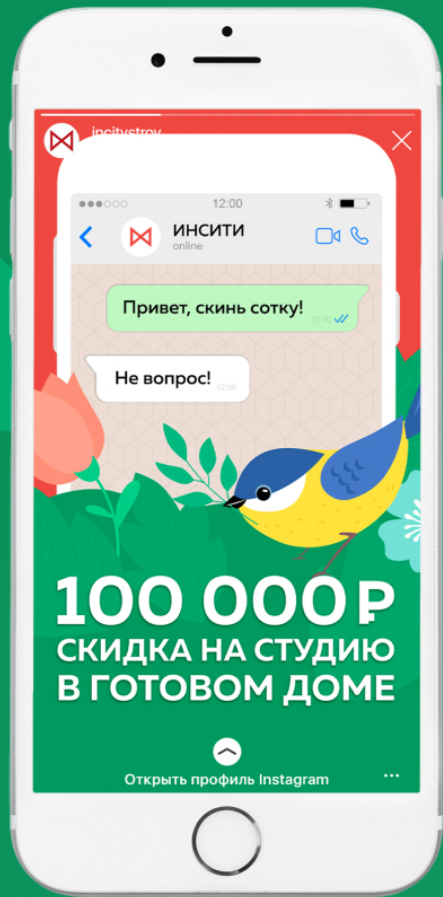 incitystroy
12:00
ИНСИТИ
online
Привет, скинь сотку!
12:00
Не вопрос!
12:00
100 000 ₽
СКИДКА НА СТУДИЮ
В ГОТОВОМ ДОМЕ
Открыть профиль Instagram